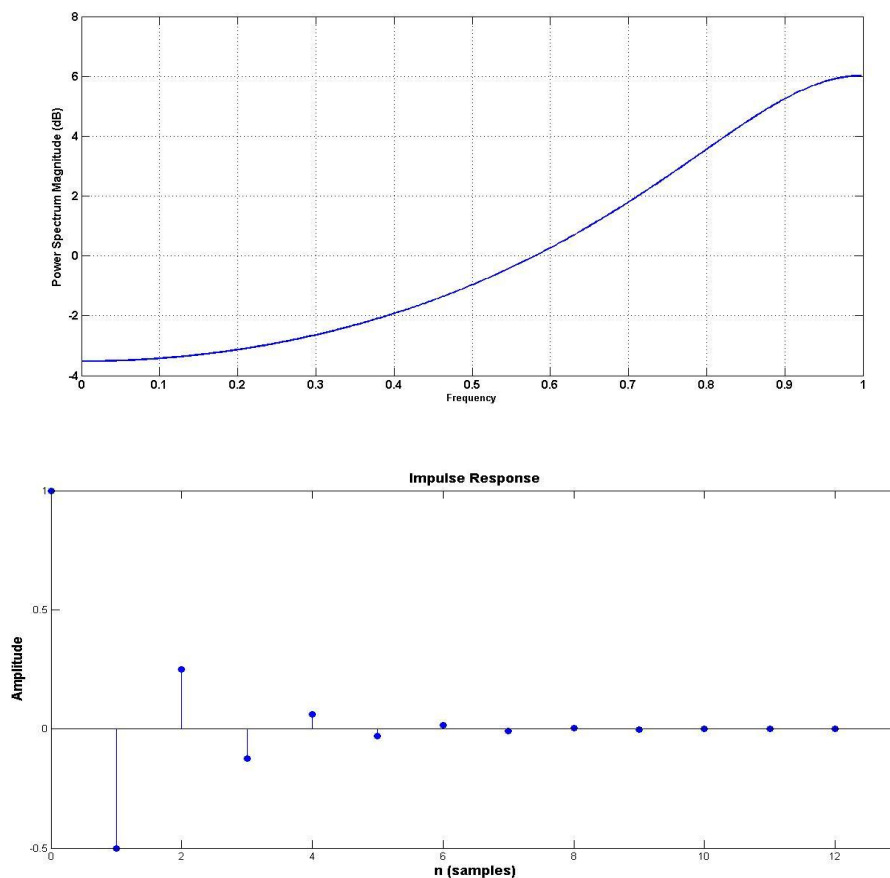 8
6
4
2
0
-2
-4
Power Spectrum Magnitude (dB)
0 0.1 0.2 0.3 0.4 0.5 0.6 0.7 0.8 0.9 1
Frequency
Impulse Response
1
0.5
0
-0.5
Amplitude
0 2 4 6 8 10 12
n (samples)